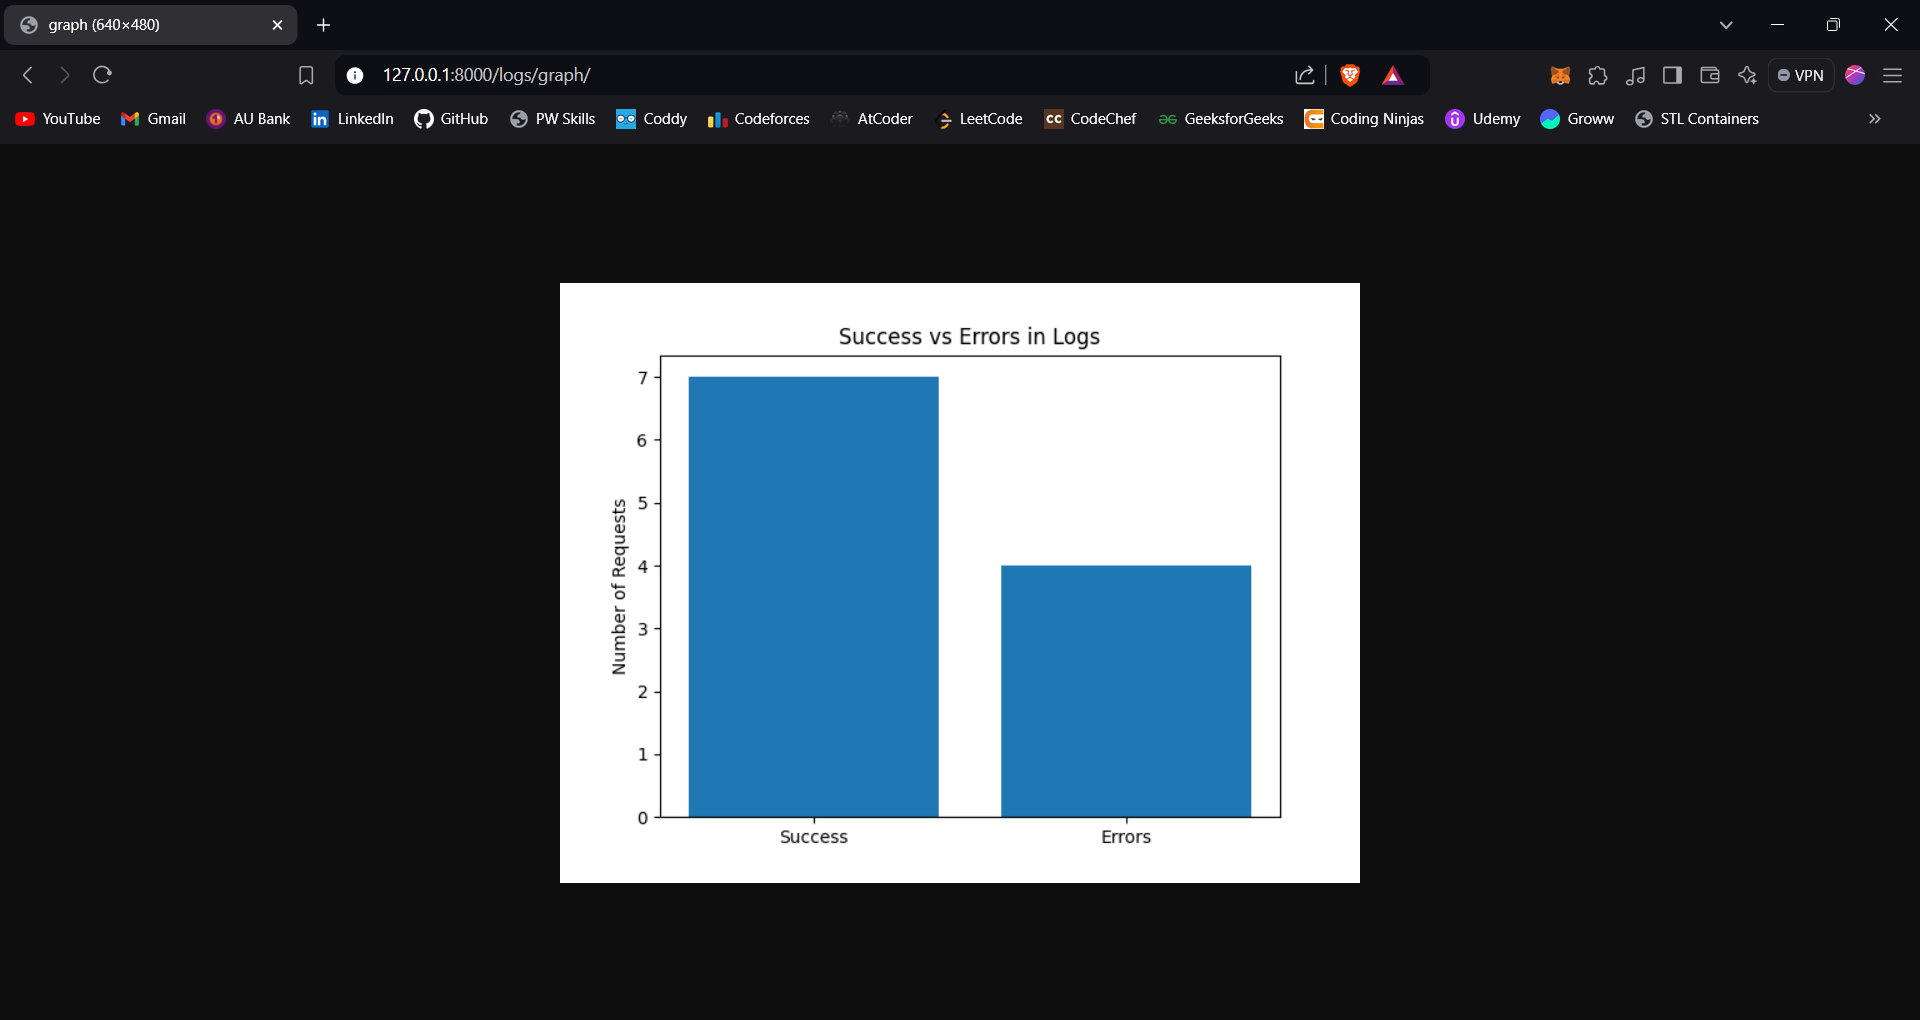 graph (640×480)
127.0.0.1:8000/logs/graph/
VPN
YouTube Gmail AU Bank LinkedIn GitHub PW Skills Coddy Codeforces AtCoder LeetCode CodeChef GeeksforGeeks Coding Ninjas Udemy Groww STL Containers
Success vs Errors in Logs
7
6
5
4
3
2
1
0
Number of Requests
Success Errors